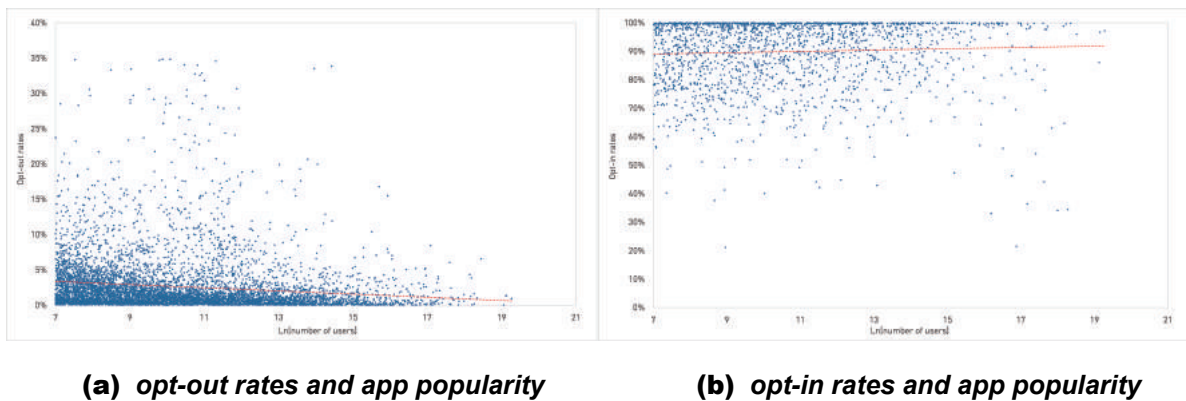 40%
35%
30%
25%
20%
15%
10%
5%
0%
Opt-out rates
7 9 11 13 15 17 19 21
Ln(number of users)
100%
90%
80%
70%
60%
50%
40%
30%
20%
10%
0%
Opt-in rates
7 9 11 13 15 17 19 21
Ln(number of users)
(a) opt-out rates and app popularity
(b) opt-in rates and app popularity